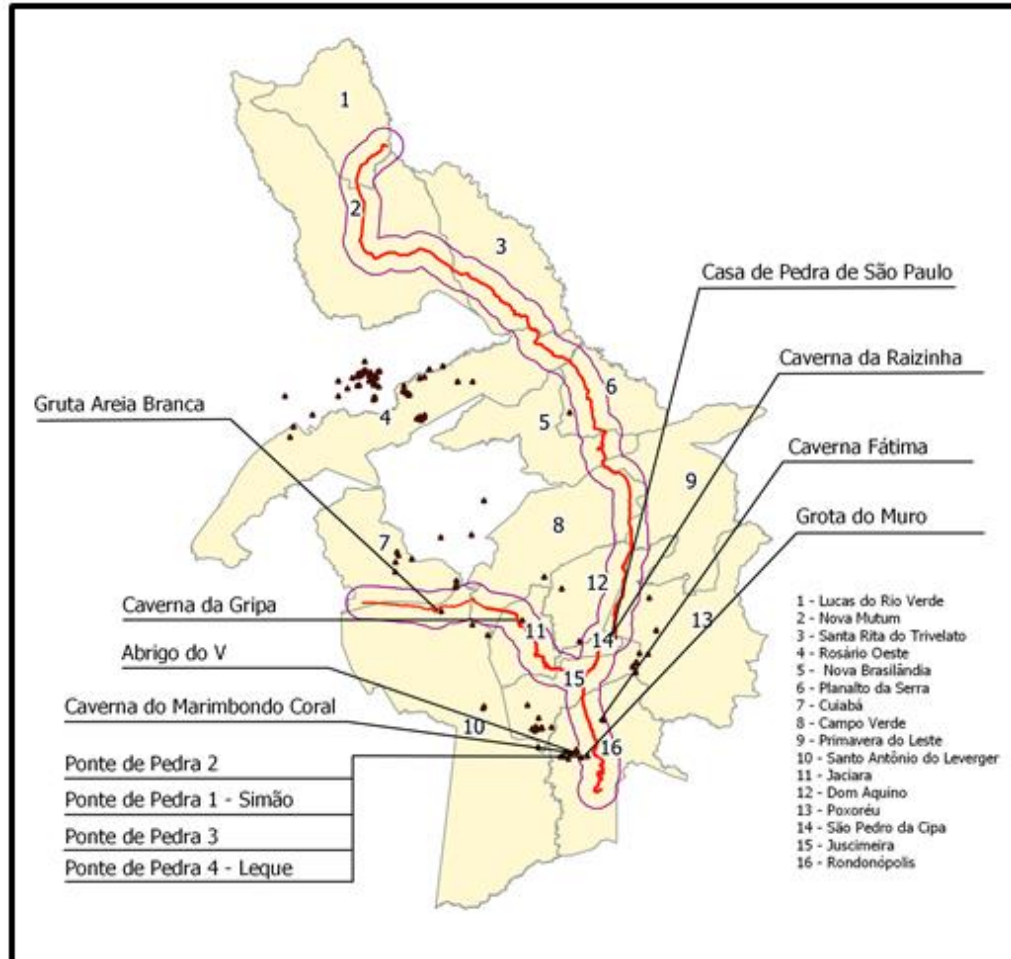 1
2
3
Casa de Pedra de São Paulo
Caverna da Raizinha
6
Gruta Areia Branca
4
5
Caverna Fátima
9
Grota do Muro
8
7
12
Caverna da Gripa
11
13
14
Abrigo do V
15
Caverna do Marimbondo Coral
10
16
Ponte de Pedra 2
Ponte de Pedra 1 - Simão
Ponte de Pedra 3
Ponte de Pedra 4 - Leque
1 - Lucas do Rio Verde
2 - Nova Mutum
3 - Santa Rita do Trivelato
4 - Rosário Oeste
5 - Nova Brasilândia
6 - Planalto da Serra
7 - Cuiabá
8 - Campo Verde
9 - Primavera do Leste
10 - Santo Antônio do Leverger
11 - Jaciara
12 - Dom Aquino
13 - Poxoréu
14 - São Pedro da Cipa
15 - Juscimeira
16 - Rondonópolis